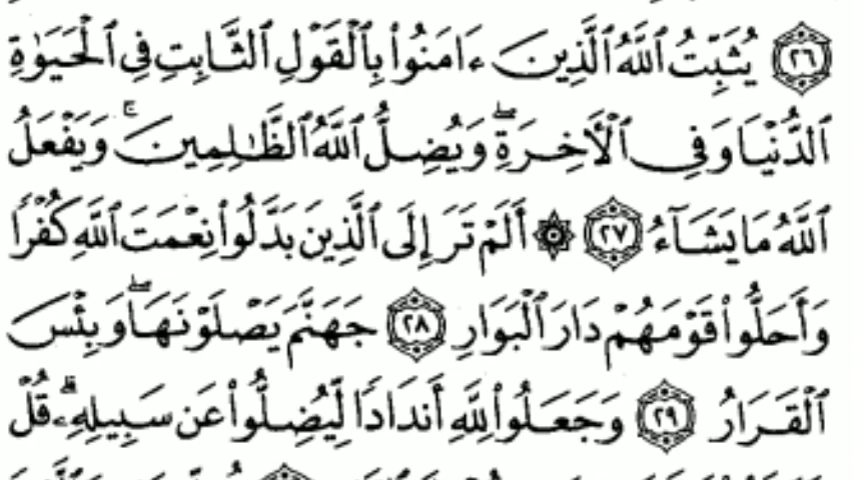 ﴿٢٦﴾ يُثَبِّتُ ٱللَّهُ ٱلَّذِينَ ءَامَنُوا۟ بِٱلْقَوْلِ ٱلثَّابِتِ فِى ٱلْحَيَوٰةِ
ٱلدُّنْيَا وَفِى ٱلْـَٔاخِرَةِ ۖ وَيُضِلُّ ٱللَّهُ ٱلظَّـٰلِمِينَ ۚ وَيَفْعَلُ
ٱللَّهُ مَا يَشَآءُ ﴿٢٧﴾ ۞ أَلَمْ تَرَ إِلَى ٱلَّذِينَ بَدَّلُوا۟ نِعْمَتَ ٱللَّهِ كُفْرًا
وَأَحَلُّوا۟ قَوْمَهُمْ دَارَ ٱلْبَوَارِ ﴿٢٨﴾ جَهَنَّمَ يَصْلَوْنَهَا ۖ وَبِئْسَ
ٱلْقَرَارُ ﴿٢٩﴾ وَجَعَلُوا۟ لِلَّهِ أَندَادًا لِّيُضِلُّوا۟ عَن سَبِيلِهِۦ ۗ قُلْ